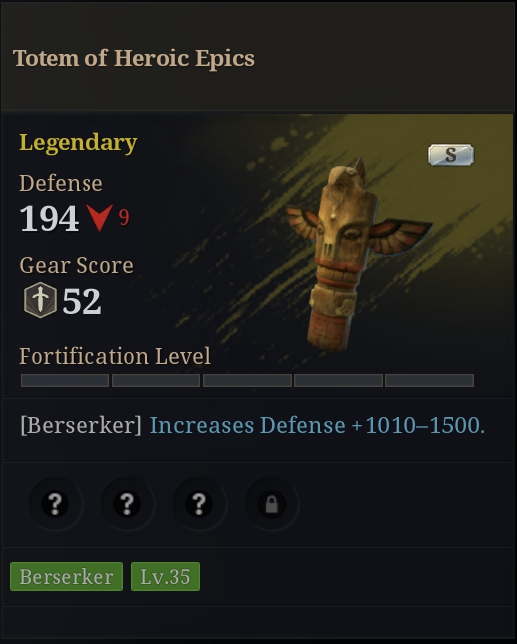 Totem of Heroic Epics
Legendary
S
Defense
194 9
Gear Score
52
Fortification Level
[Berserker] Increases Defense +1010–1500.
? ? ?
Berserker Lv.35